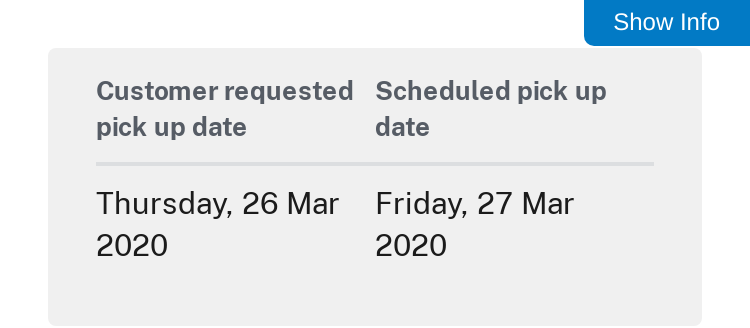 Show Info
Customer requested pick up date
Scheduled pick up date
Thursday, 26 Mar 2020
Friday, 27 Mar 2020